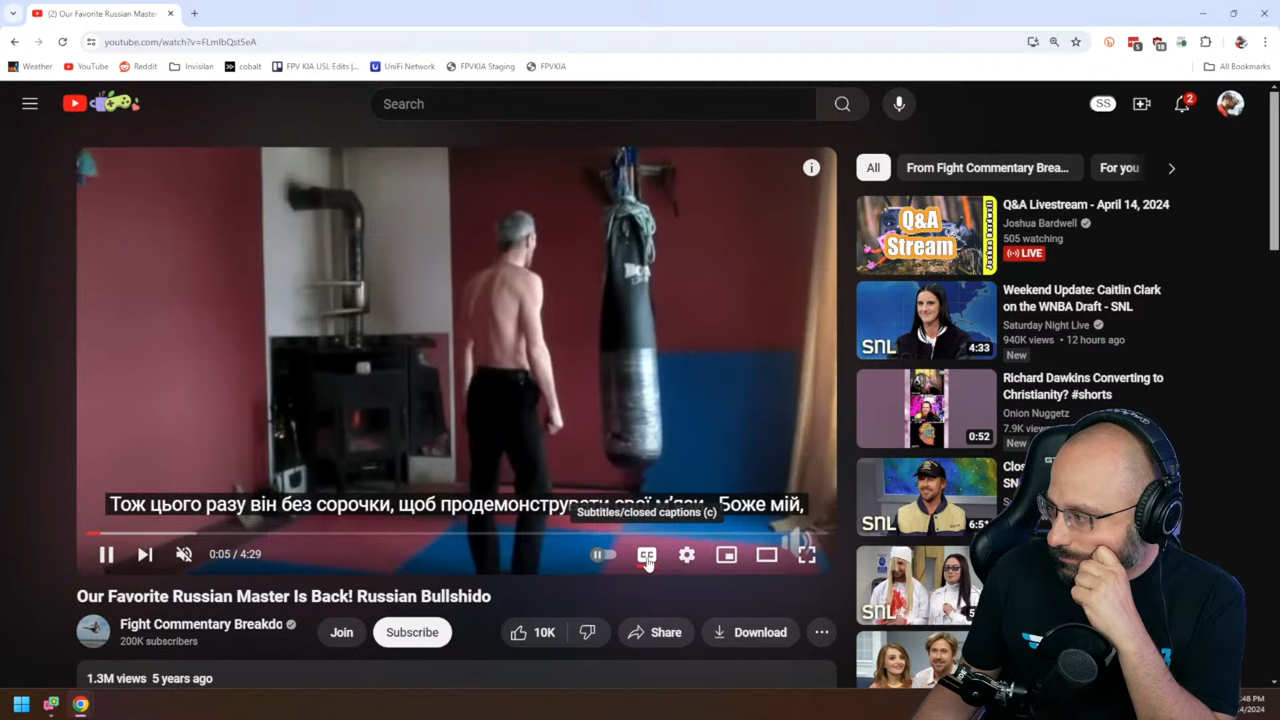 (2) Our Favorite Russian Master
youtube.com/watch?v=FLmlbQst5eA
Weather
YouTube
Reddit
Invisilan
cobalt
FPV KIA USL Edits |...
UniFi Network
FPVKIA Staging
FPVKIA
All Bookmarks
Search
SS
2
Тож цього разу він без сорочки, щоб продемонструвати свої м'язи. Боже мій,
Subtitles/closed captions (c)
0:05 / 4:29
CC
Our Favorite Russian Master Is Back! Russian Bullshido
Fight Commentary Breakdo
200K subscribers
Join
Subscribe
10K
Share
Download
1.3M views 5 years ago
All
From Fight Commentary Brea...
For you
Q&A
Stream
Q&A Livestream - April 14, 2024
Joshua Bardwell
505 watching
LIVE
SNL
4:33
Weekend Update: Caitlin Clark
on the WNBA Draft - SNL
Saturday Night Live
940K views • 12 hours ago
New
0:52
Richard Dawkins Converting to
Christianity? #shorts
Onion Nuggetz
7.9K views
New
SNL
6:51
SNL